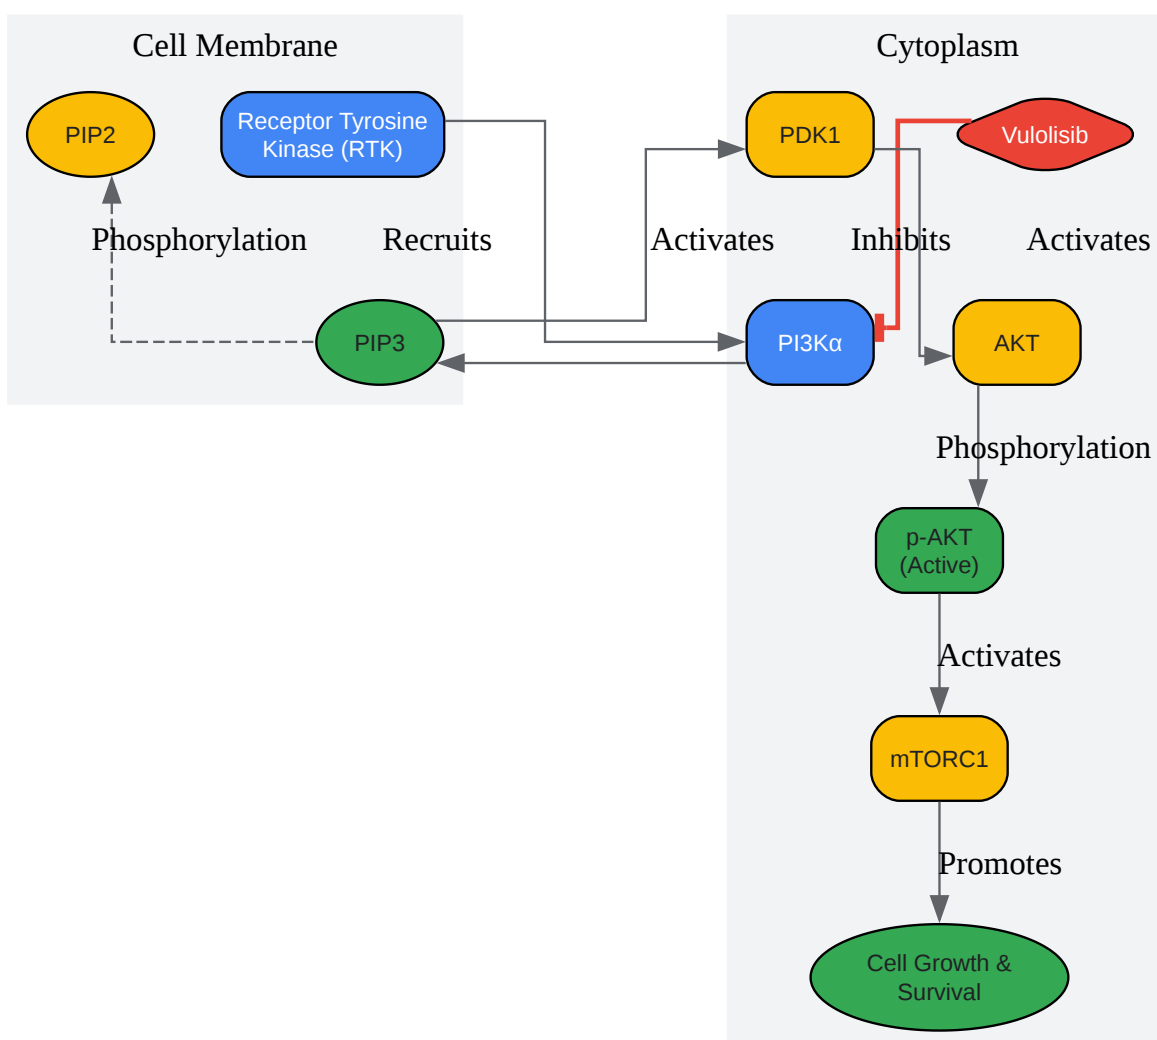 Cell Membrane
Cytoplasm
PIP2
Receptor Tyrosine
Kinase (RTK)
PDK1
Vulolisib
Phosphorylation
Recruits
Activates
Inhibits
Activates
PIP3
PI3Kα
AKT
Phosphorylation
p-AKT
(Active)
Activates
mTORC1
Promotes
Cell Growth &
Survival